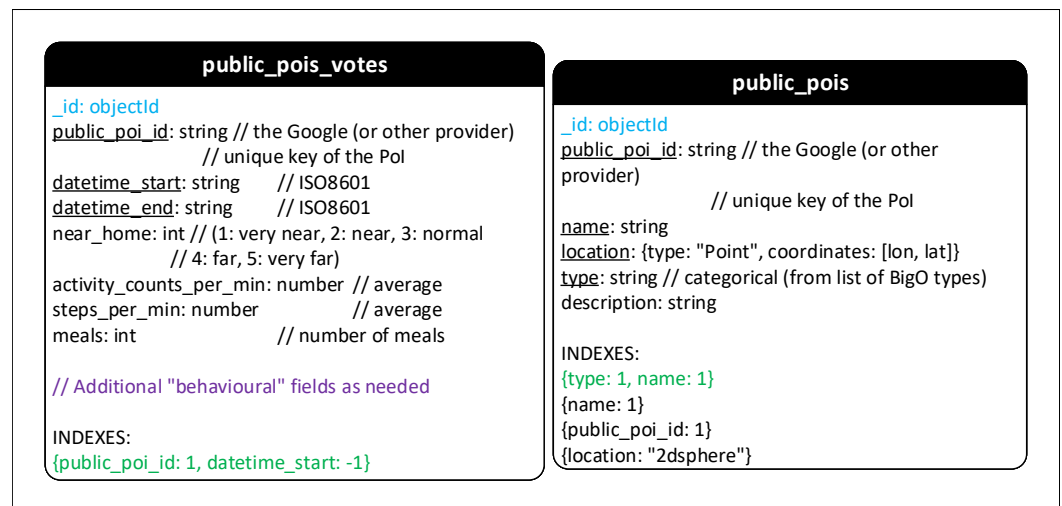 public_pois_votes
_id: objectId
public_poi_id: string // the Google (or other provider)
// unique key of the PoI
datetime_start: string // ISO8601
datetime_end: string // ISO8601
near_home: int // (1: very near, 2: near, 3: normal
// 4: far, 5: very far)
activity_counts_per_min: number // average
steps_per_min: number // average
meals: int // number of meals
// Additional "behavioural" fields as needed
INDEXES:
{public_poi_id: 1, datetime_start: -1}
public_pois
_id: objectId
public_poi_id: string // the Google (or other
provider)
// unique key of the PoI
name: string
location: {type: "Point", coordinates: [lon, lat]}
type: string // categorical (from list of BigO types)
description: string
INDEXES:
{type: 1, name: 1}
{name: 1}
{public_poi_id: 1}
{location: "2dsphere"}